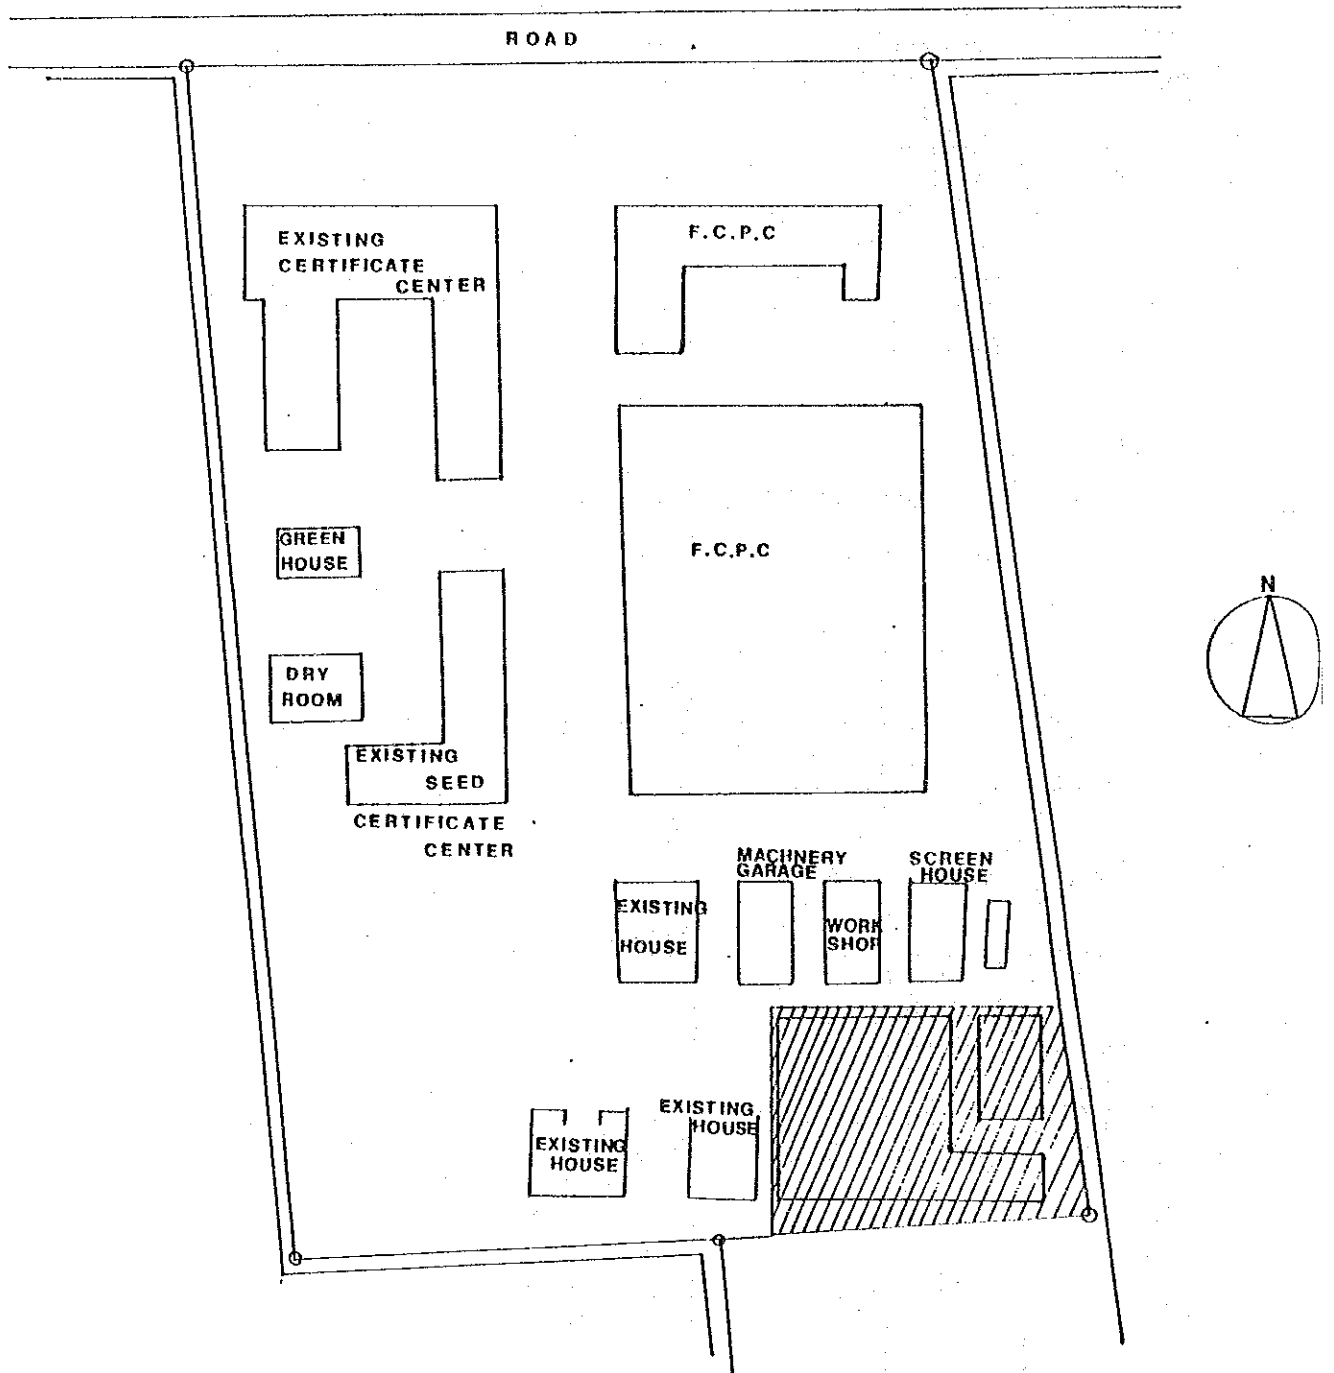 ROAD
EXISTING
CERTIFICATE
CENTER
F.C.P.C
GREEN
HOUSE
F.C.P.C
N
DRY
ROOM
EXISTING
SEED
CERTIFICATE
CENTER
MACHNERY
GARAGE
SCREEN
HOUSE
EXISTING
HOUSE
WORK
SHOP
EXISTING
HOUSE
EXISTING
HOUSE